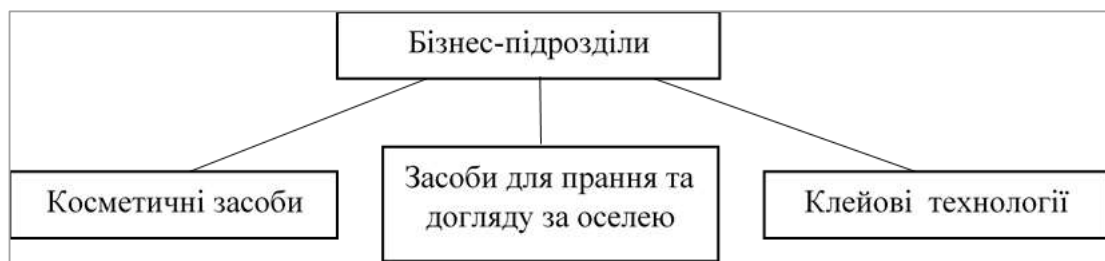 Бізнес-підрозділи
Косметичні засоби
Засоби для прання та
догляду за оселею
Клейові технології